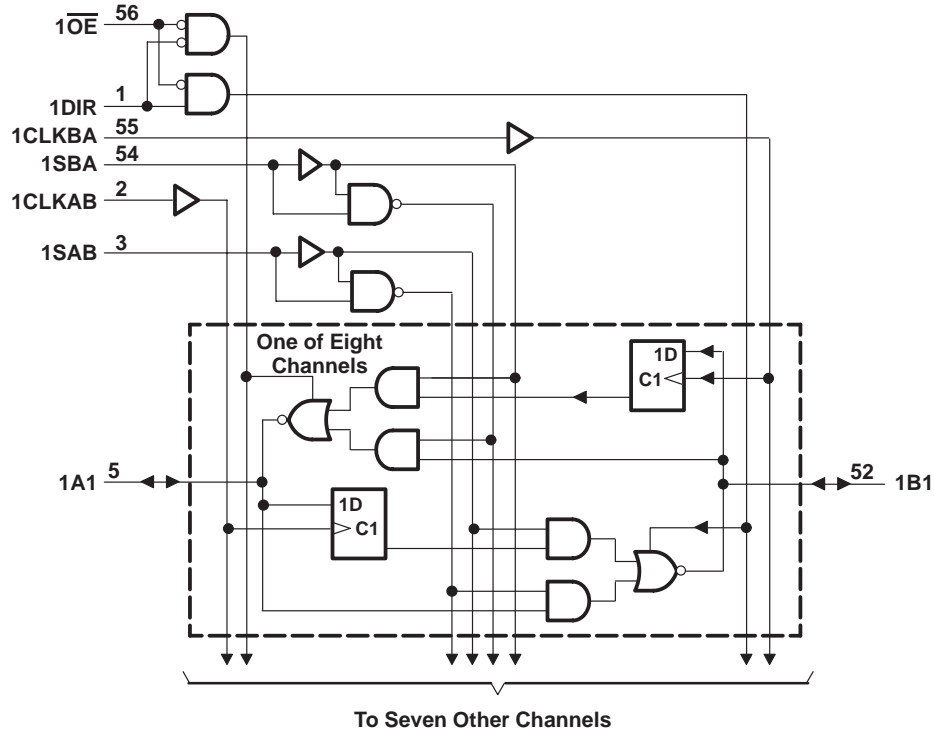 1O̅E̅ 56
1DIR 1
1CLKBA 55
1SBA 54
1CLKAB 2
1SAB 3
One of Eight
Channels
1D
C1
1A1 5
52 1B1
1D
C1
To Seven Other Channels